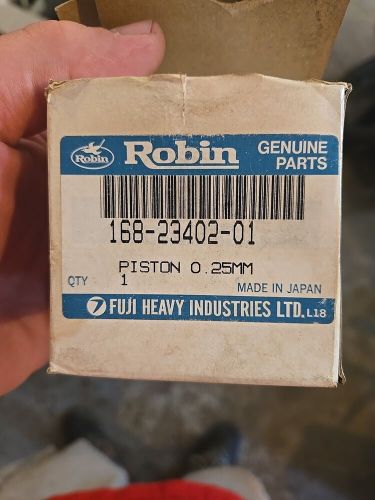 Robin Robin GENUINE PARTS
168-23402-01
PISTON 0.25MM
QTY 1 MADE IN JAPAN
7 FUJI HEAVY INDUSTRIES LTD. L18